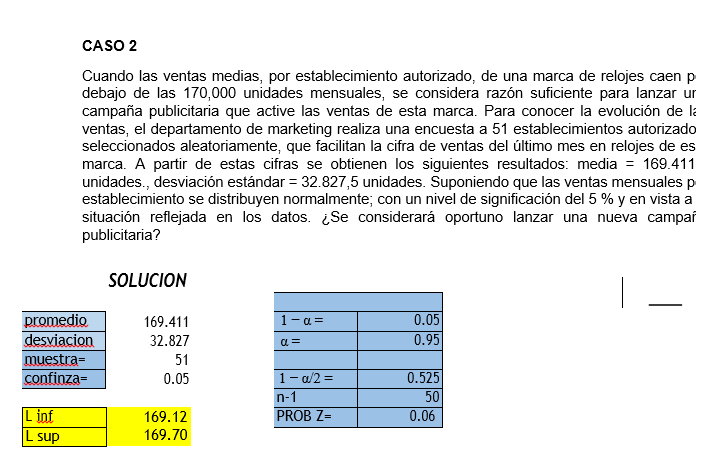 CASO 2
Cuando las ventas medias, por establecimiento autorizado, de una marca de relojes caen
debajo de las 170,000 unidades mensuales, se considera razón suficiente para lanzar
campaña publicitaria que active las ventas de esta marca. Para conocer la evolución de
ventas, el departamento de marketing realiza una encuesta a 51 establecimientos autorizado
seleccionados aleatoriamente, que facilitan la cifra de ventas del último mes en relojes de es
marca. A partir de estas cifras se obtienen los siguientes resultados: media = 169.411
unidades., desviación estándar = 32.827,5 unidades. Suponiendo que las ventas mensuales p
establecimiento se distribuyen normalmente; con un nivel de significación del 5 % y en vista a
situación reflejada en los datos. ¿Se considerará oportuno lanzar una nueva campañ
publicitaria?
SOLUCION
promedio 169.411
desviacion 32.827
muestra= 51
confinza= 0.05
L inf 169.12
L sup 169.70
1 – α = 0.05
α = 0.95
1 – α/2 = 0.525
n-1 50
PROB Z= 0.06